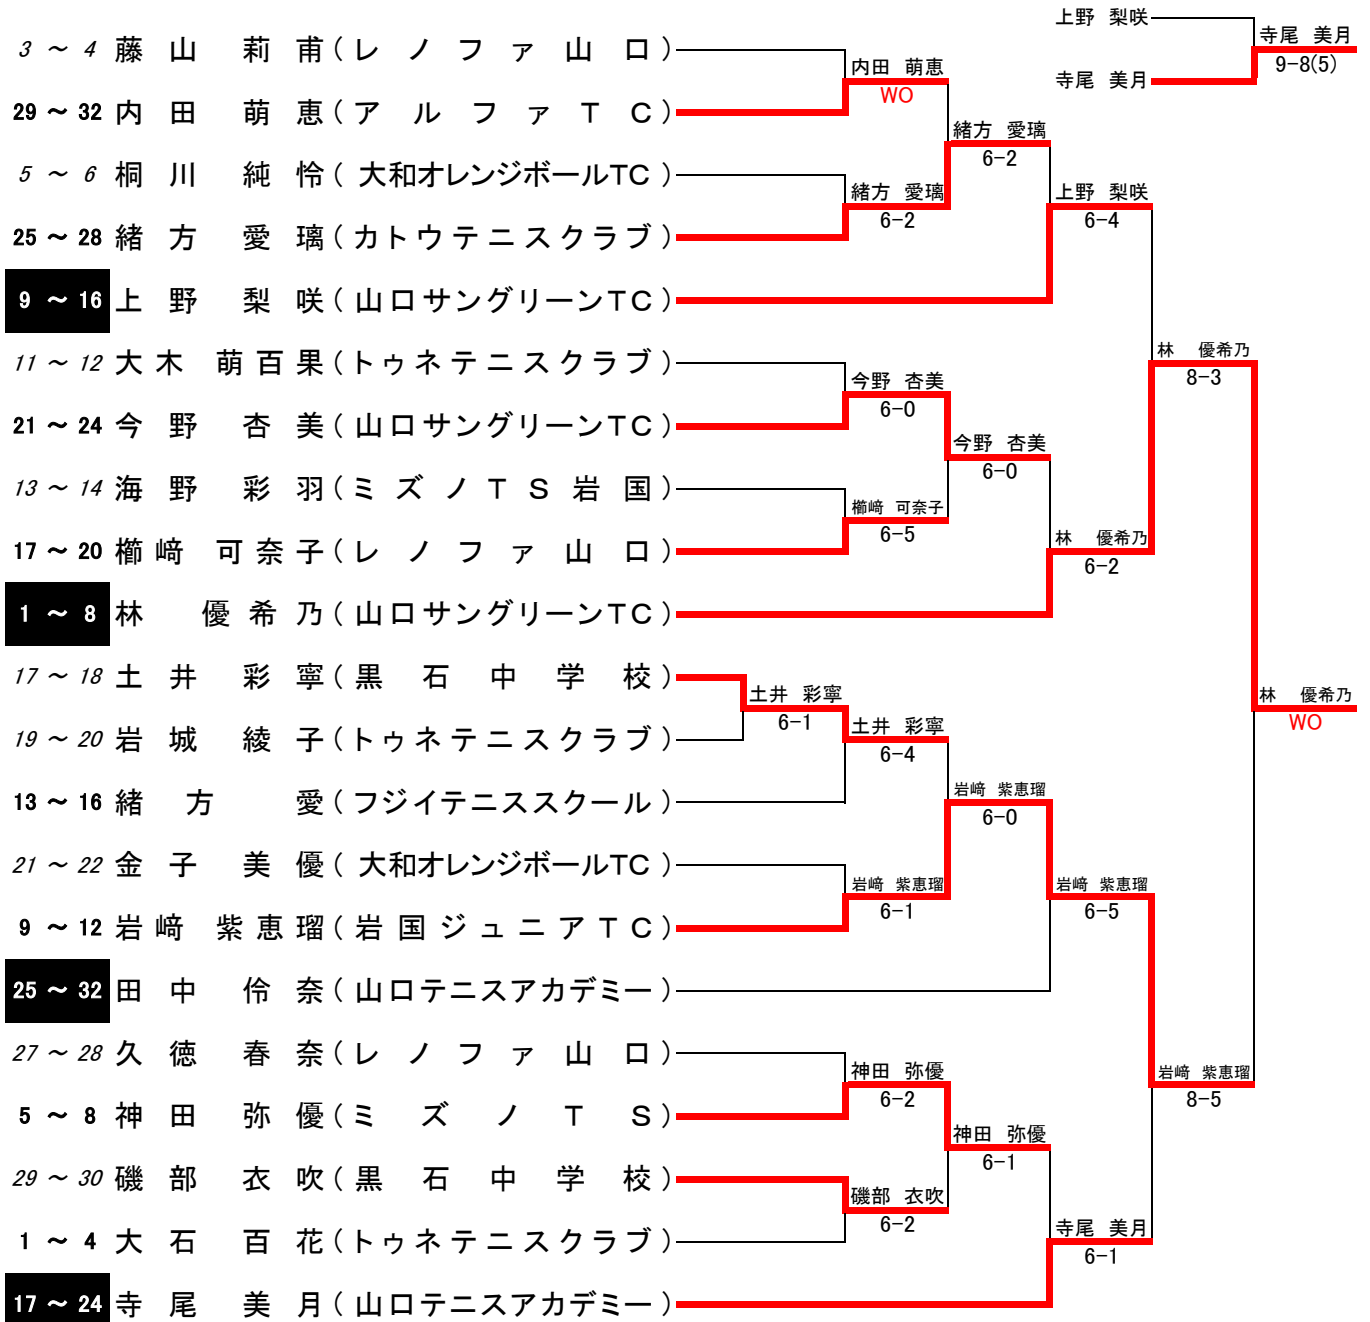 上野 梨咲
寺尾 美月
9-8(5)
寺尾 美月
3 ～ 4 藤山 莉甫(レノファ山口)
内田 萌恵
WO
29 ～ 32 内田 萌恵(アルファTC)
緒方 愛璃
6-2
5 ～ 6 桐川 純怜(大和オレンジボールTC)
緒方 愛璃
6-2
上野 梨咲
6-4
25 ～ 28 緒方 愛璃(カトウテニスクラブ)
9 ～ 16 上野 梨咲(山口サングリーンTC)
林 優希乃
8-3
11 ～ 12 大木 萌百果(トゥネテニスクラブ)
今野 杏美
6-0
21 ～ 24 今野 杏美(山口サングリーンTC)
今野 杏美
6-0
13 ～ 14 海野 彩羽(ミズノTS岩国)
櫛﨑 可奈子
6-5
17 ～ 20 櫛﨑 可奈子(レノファ山口)
林 優希乃
6-2
1 ～ 8 林 優希乃(山口サングリーンTC)
17 ～ 18 土井 彩寧(黒石中学校)
土井 彩寧
6-1
林 優希乃
WO
19 ～ 20 岩城 綾子(トゥネテニスクラブ)
土井 彩寧
6-4
13 ～ 16 緒方 愛(フジイテニススクール)
岩﨑 紫恵瑠
6-0
21 ～ 22 金子 美優(大和オレンジボールTC)
岩﨑 紫恵瑠
6-1
岩﨑 紫恵瑠
6-5
9 ～ 12 岩﨑 紫恵瑠(岩国ジュニアTC)
25 ～ 32 田中 伶奈(山口テニスアカデミー)
27 ～ 28 久徳 春奈(レノファ山口)
神田 弥優
6-2
岩﨑 紫恵瑠
8-5
5 ～ 8 神田 弥優(ミズノTS)
神田 弥優
6-1
29 ～ 30 磯部 衣吹(黒石中学校)
磯部 衣吹
6-2
1 ～ 4 大石 百花(トゥネテニスクラブ)
寺尾 美月
6-1
17 ～ 24 寺尾 美月(山口テニスアカデミー)